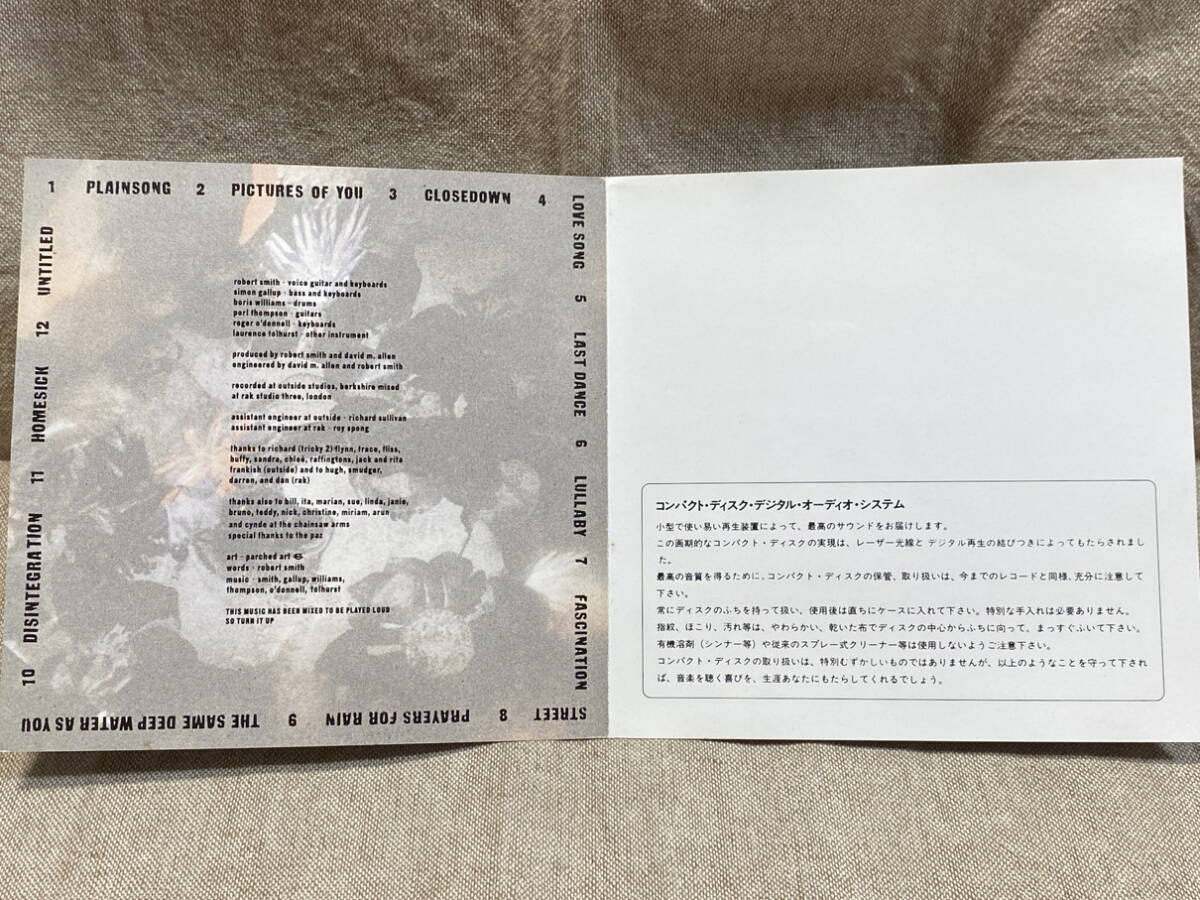 1 PLAINSONG 2 PICTURES OF YOU 3 CLOSEDOWN 4
LOVE SONG 5 LAST DANCE 6 LULLABY 7 FASCINATION
STREET 8 PRAYERS FOR RAIN 9 THE SAME DEEP WATER AS YOU
10 DISINTEGRATION 11 HOMESICK 12 UNTITLED
robert smith · voice guitar and keyboards
simon gallup · bass and keyboards
boris williams · drums
porl thompson · guitars
roger o'donnell · keyboards
laurence tolhurst · other instrument
produced by robert smith and david m. allen
engineered by david m. allen and robert smith
recorded at outside studios, berkshire mixed
at rak studio three, london
assistant engineer at outside · richard sullivan
assistant engineer at rak · roy spong
thanks to richard (tricky 2) flynn, trace, fliss,
buffy, sandra, chloe, raffingtons, jack and rita
frankish (outside) and to hugh, smudger,
darren, and dan (rak)
thanks also to bill, ita, marian, sue, linda, janie,
bruno, teddy, nick, christine, miriam, arun
and cynde at the chainsaw arms
special thanks to the paz
art · parched art
words · robert smith
music · smith, gallup, williams,
thompson, o'donnell, tolhurst
THIS MUSIC HAS BEEN MIXED TO BE PLAYED LOUD
SO TURN IT UP
コンパクト・ディスク・デジタル・オーディオ・システム
小型で使い易い再生装置によって、最高のサウンドをお届けします。
この画期的なコンパクト・ディスクの実現は、レーザー光線と デジタル再生の結びつきによってもたらされまし
た。
最高の音質を得るために、コンパクト・ディスクの保管、取り扱いは、今までのレコードと同様、充分に注意して
下さい。
常にディスクのふちを持って扱い、使用後は直ちにケースに入れて下さい。特別な手入れは必要ありません。
指紋、ほこり、汚れ等は、やわらかい、乾いた布でディスクの中心からふちに向って、まっすぐふいて下さい。
有機溶剤（シンナー等）や従来のスプレー式クリーナー等は使用しないようご注意下さい。
コンパクト・ディスクの取り扱いは、特別むずかしいものではありませんが、以上のようなことを守って下され
ば、音楽を聴く喜びを、生涯あなたにもたらしてくれるでしょう。